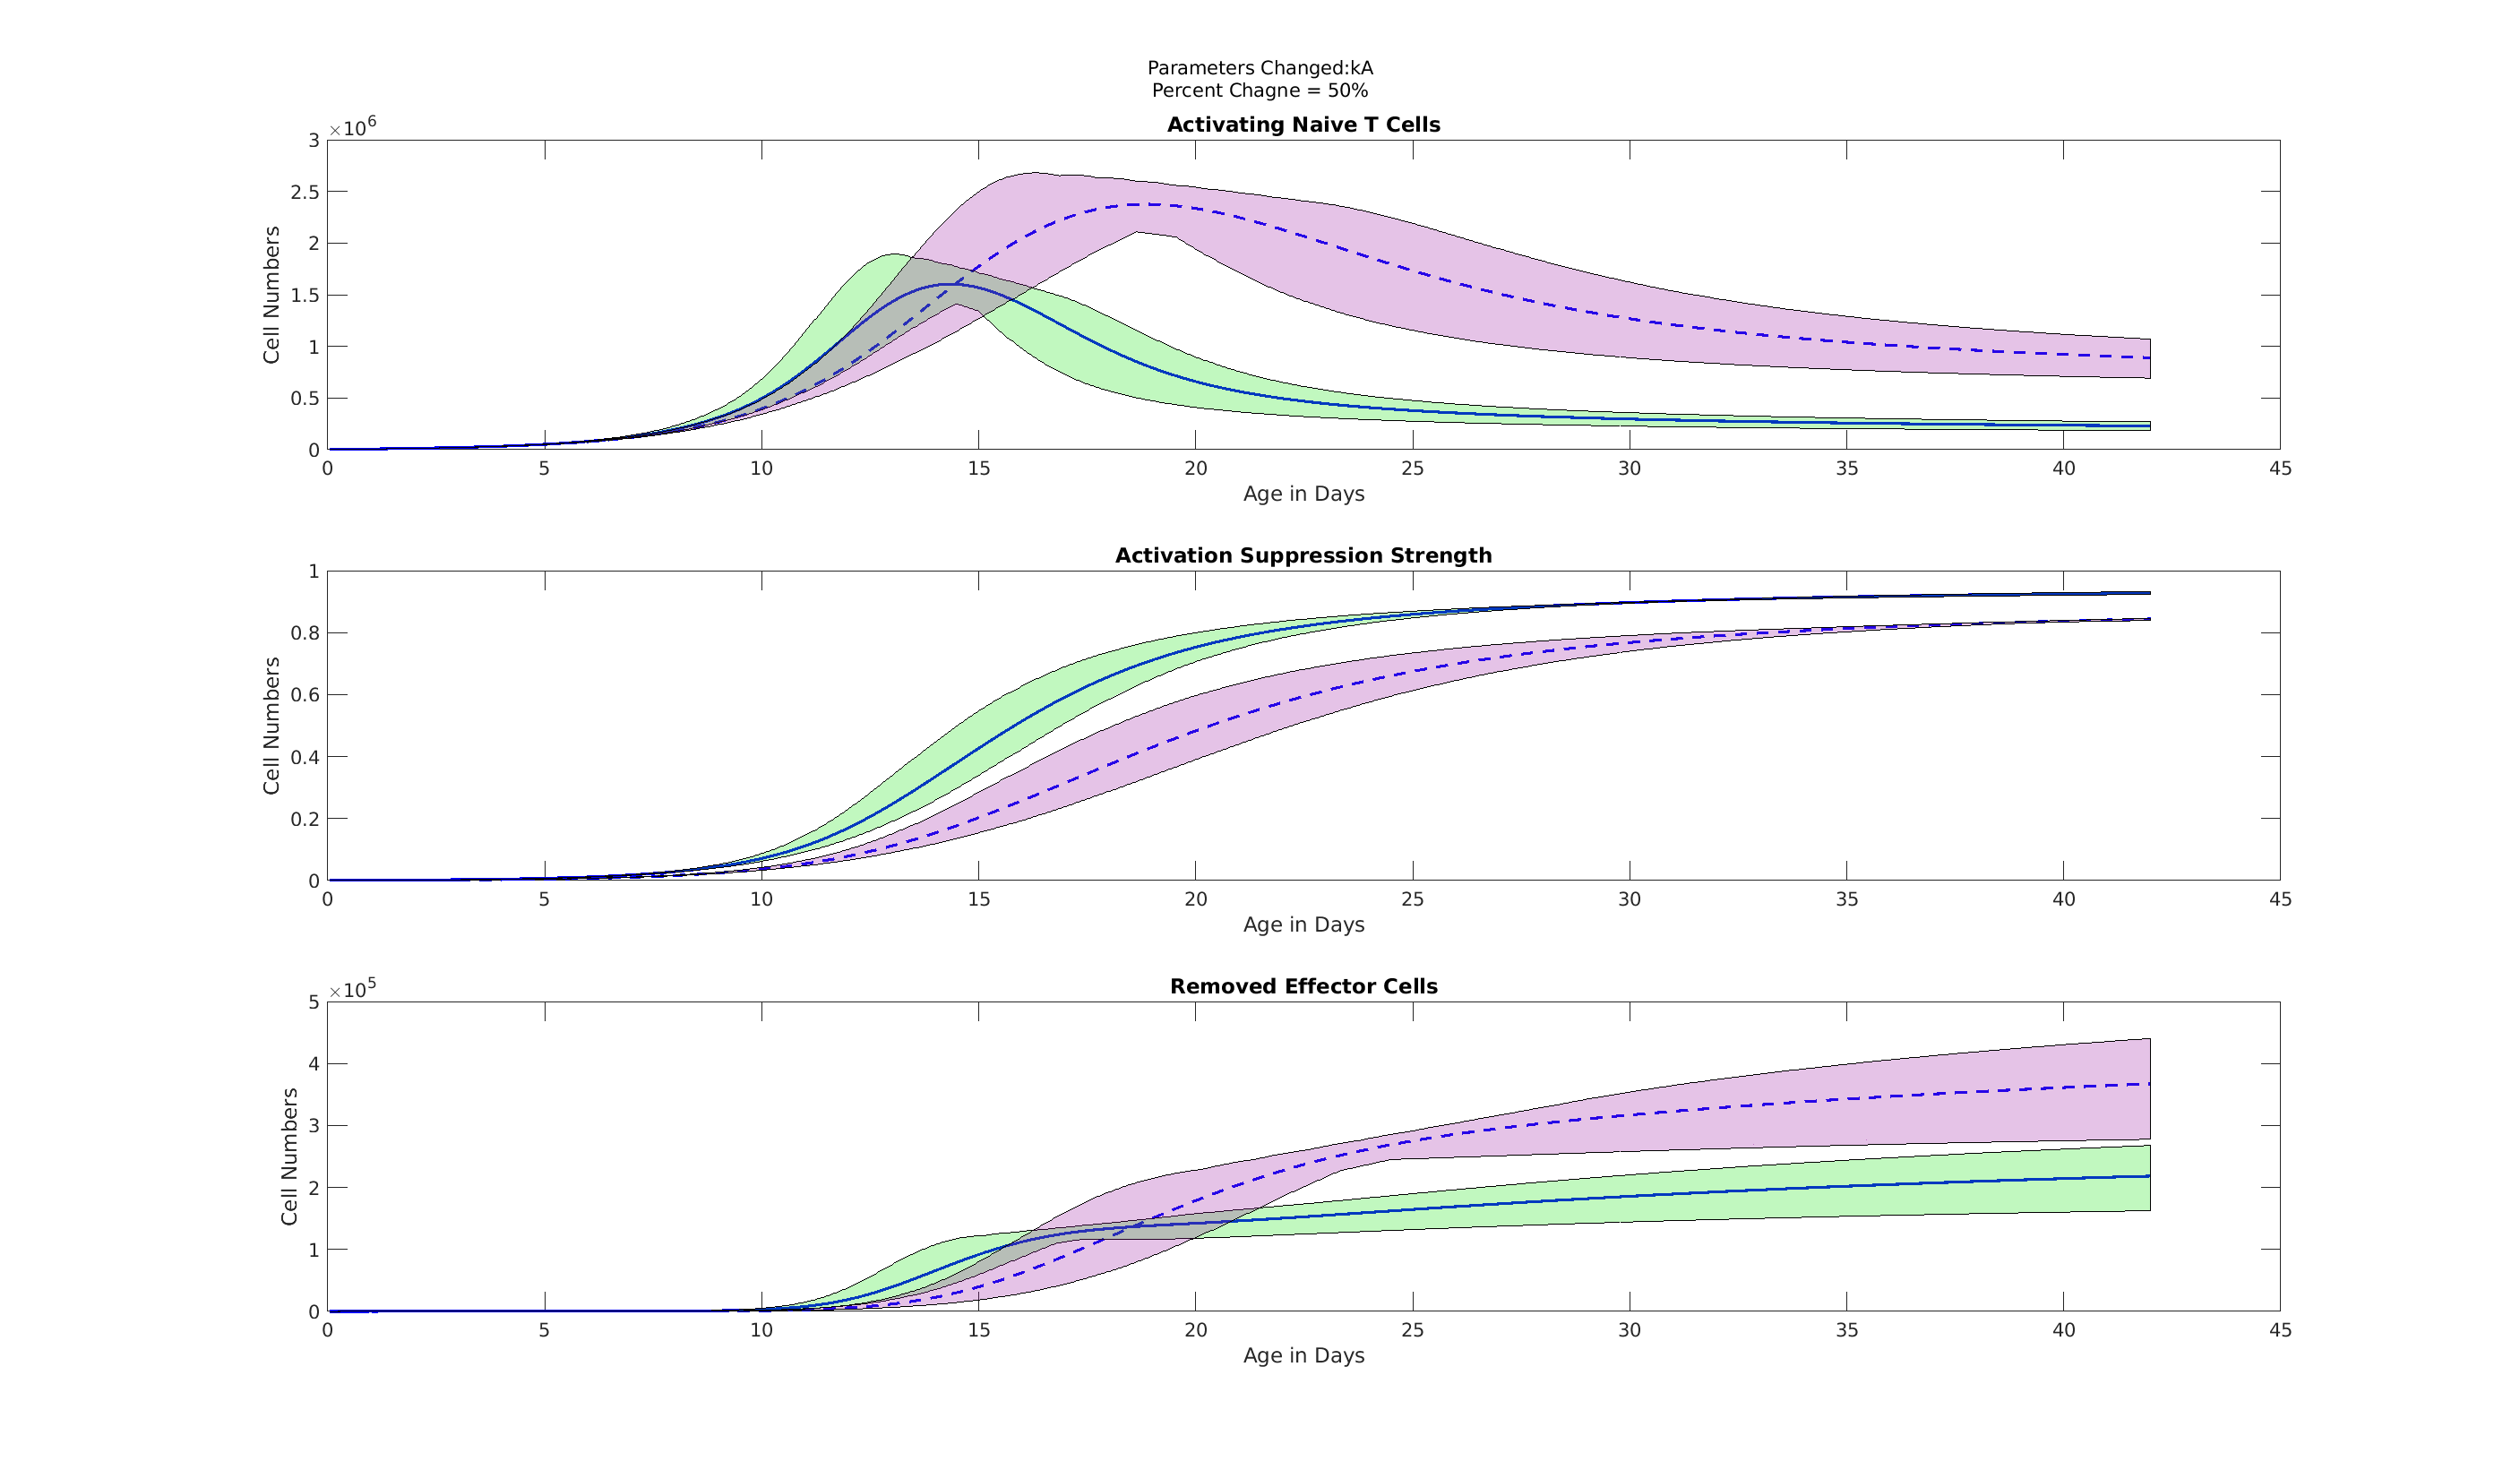 Parameters Changed:kA
Percent Chagne = 50%
Activating Naive T Cells
×10^6
3
2.5
2
1.5
1
0.5
0
Cell Numbers
0 5 10 15 20 25 30 35 40 45
Age in Days
Activation Suppression Strength
1
0.8
0.6
0.4
0.2
0
Cell Numbers
0 5 10 15 20 25 30 35 40 45
Age in Days
Removed Effector Cells
×10^5
5
4
3
2
1
0
Cell Numbers
0 5 10 15 20 25 30 35 40 45
Age in Days